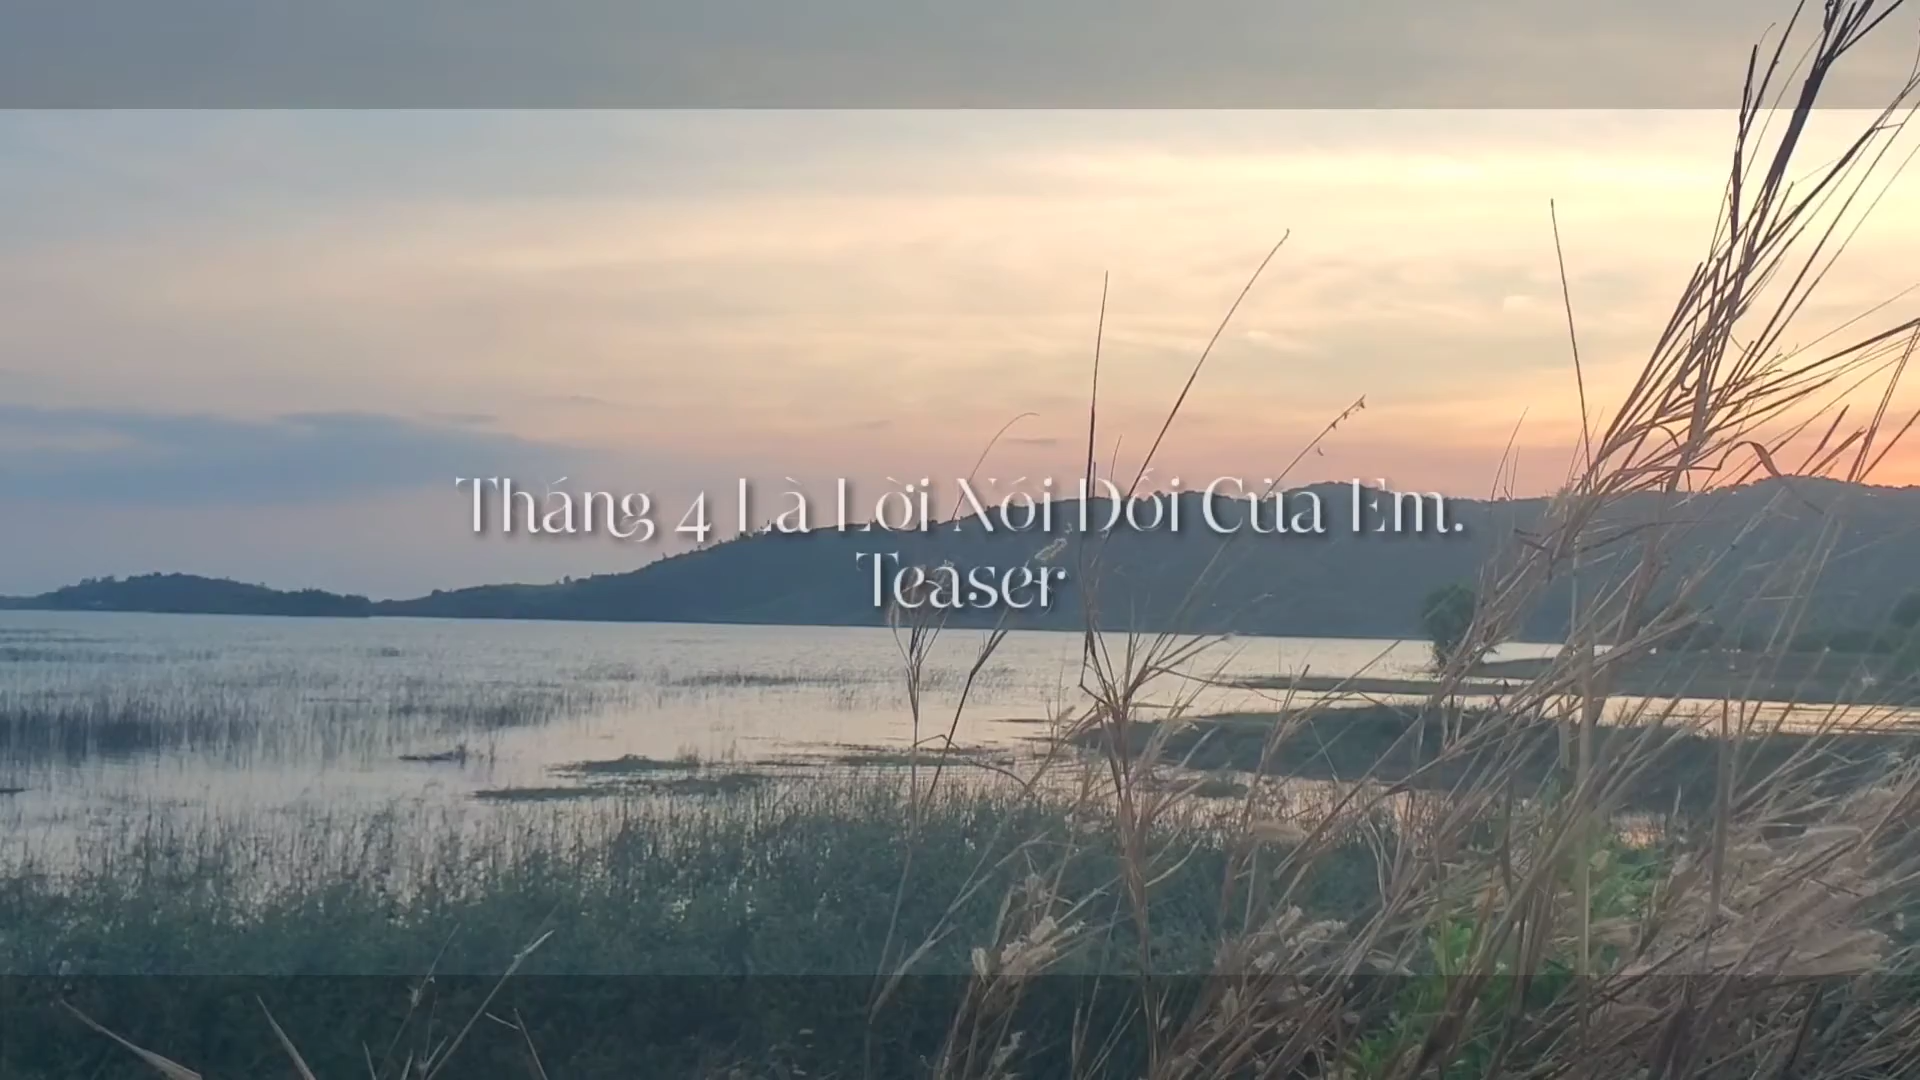 Tháng 4 Là Lời Nói Dối Của Em.
Teaser